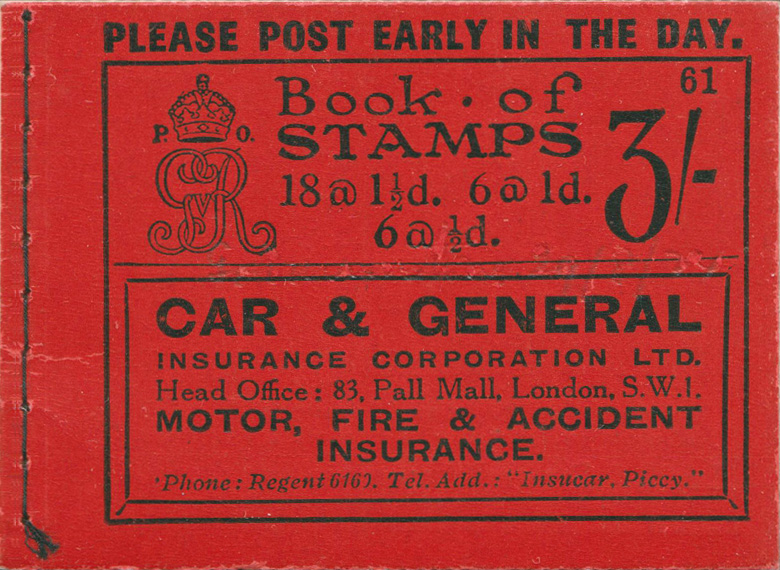 PLEASE POST EARLY IN THE DAY.
61
Book · of
STAMPS
3/-
P. O.
GRV
18 @ 1½d. 6 @ 1d.
6 @ ½d.
CAR & GENERAL
INSURANCE CORPORATION LTD.
Head Office: 83, Pall Mall, London, S.W.1.
MOTOR, FIRE & ACCIDENT
INSURANCE.
'Phone: Regent 6160. Tel. Add.: "Insucar, Piccy."